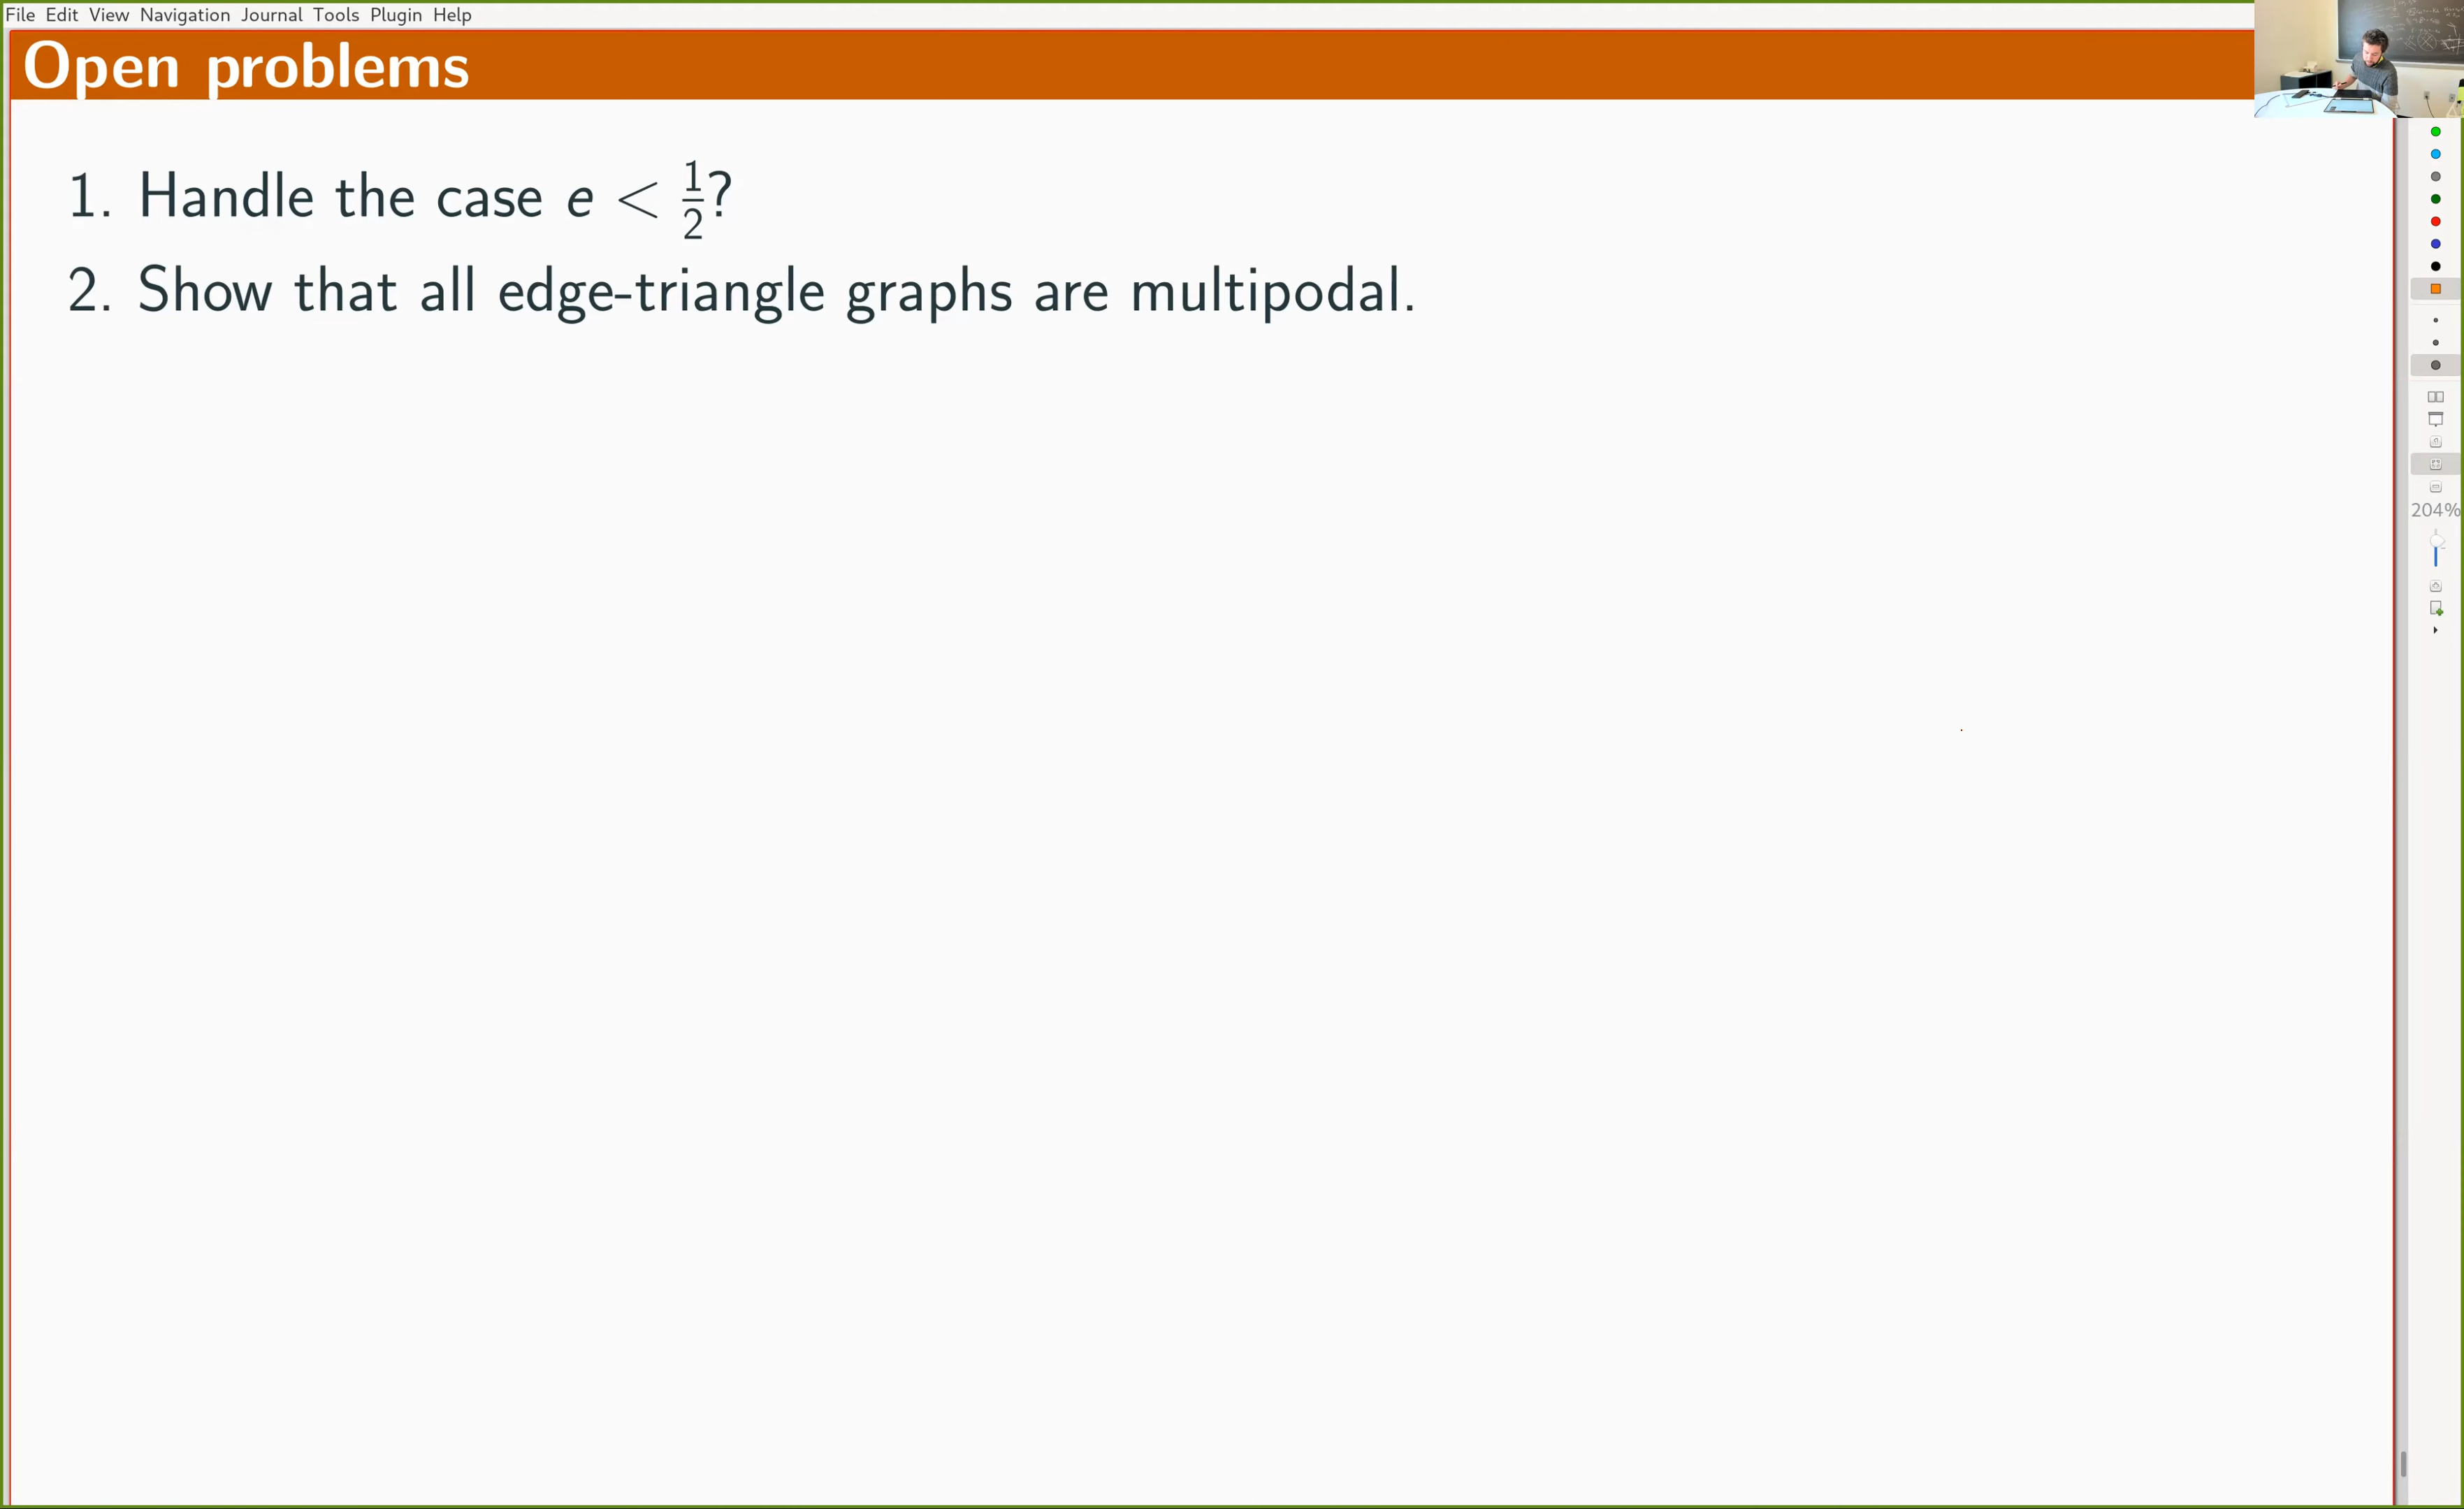 File Edit View Navigation Journal Tools Plugin Help
Open problems
1. Handle the case e < 1/2?
2. Show that all edge-triangle graphs are multipodal.
204%